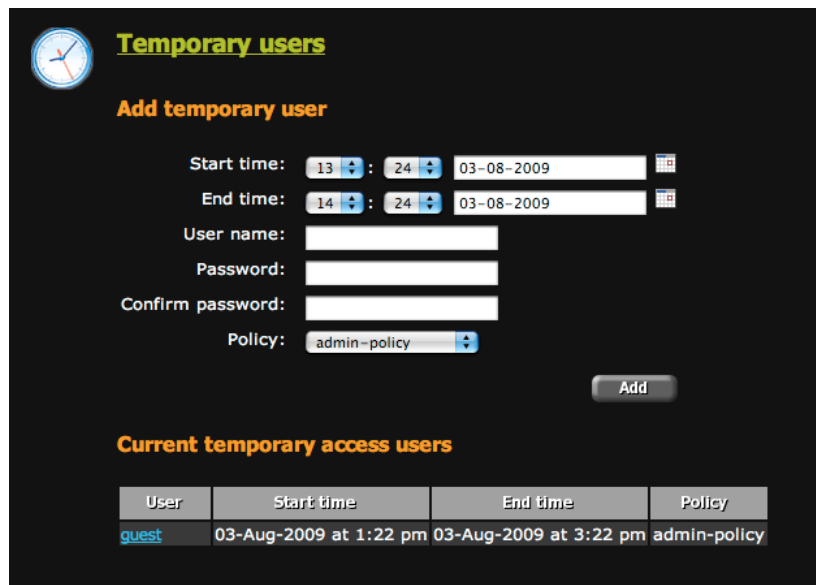 Temporary users
Add temporary user
Start time: 13 : 24 03-08-2009
End time: 14 : 24 03-08-2009
User name:
Password:
Confirm password:
Policy: admin-policy
Add
Current temporary access users
User Start time End time Policy
guest 03-Aug-2009 at 1:22 pm 03-Aug-2009 at 3:22 pm admin-policy